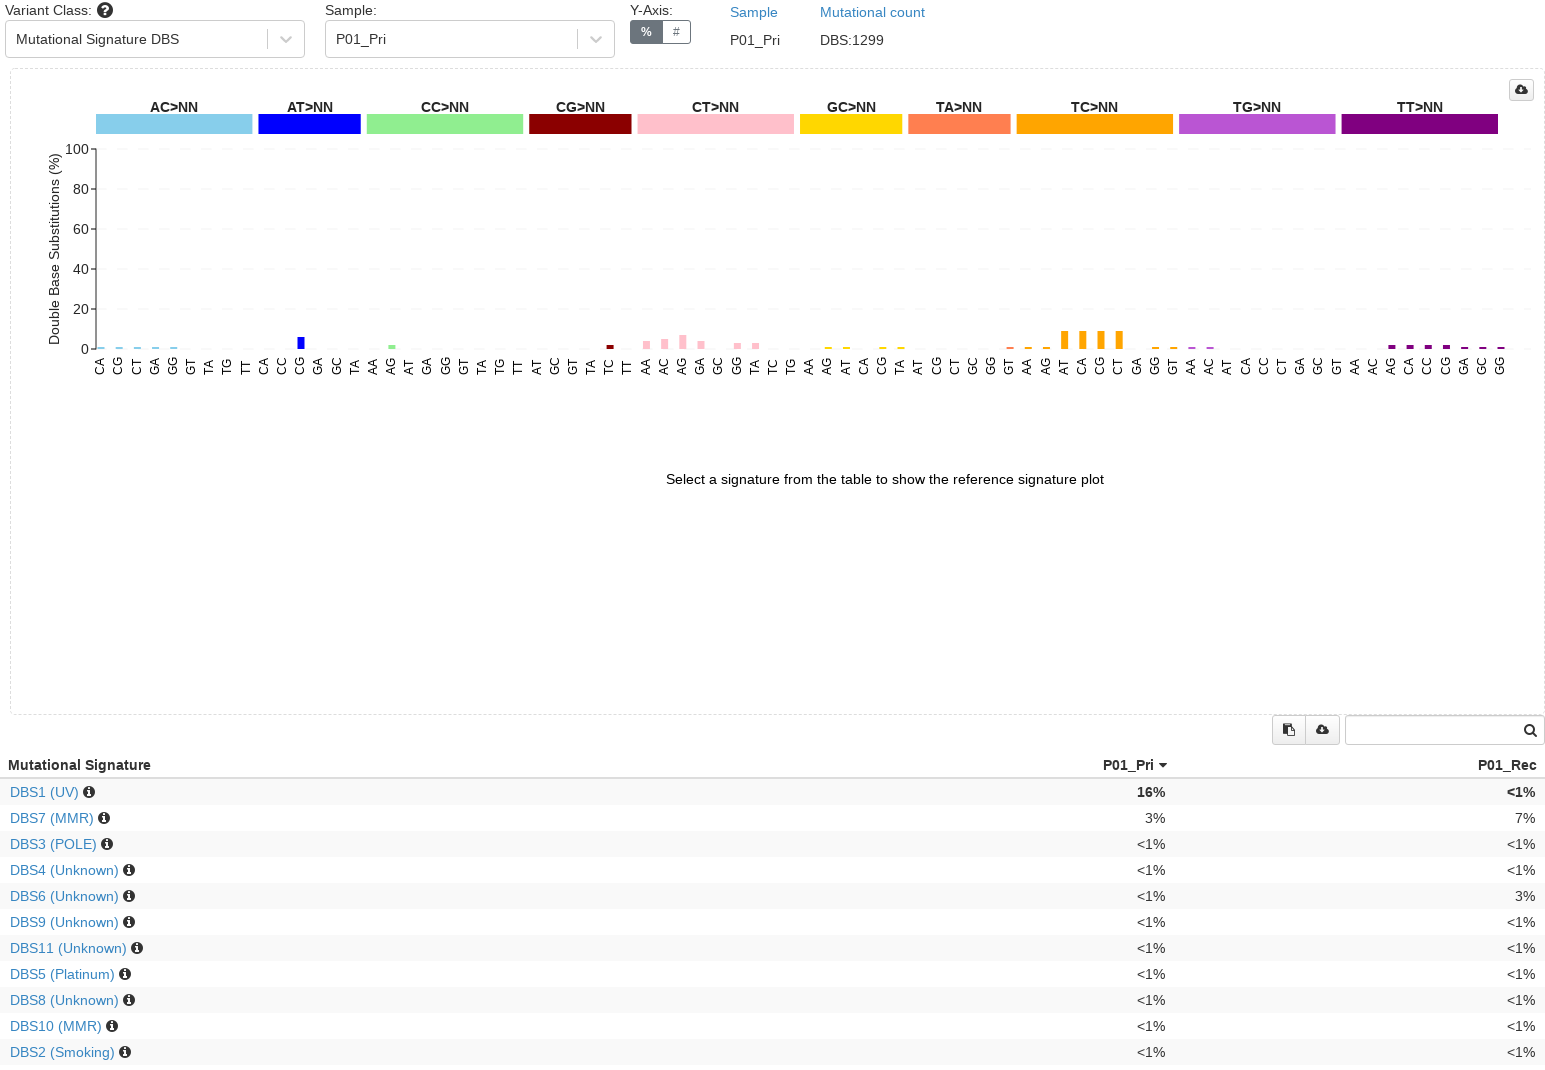 Variant Class:
Mutational Signature DBS
Sample:
P01_Pri
Y-Axis:
% #
Sample Mutational count
P01_Pri DBS:1299
AC>NN AT>NN CC>NN CG>NN CT>NN GC>NN TA>NN TC>NN TG>NN TT>NN
Double Base Substitutions (%)
100
80
60
40
20
0
CA CG CT GA GG GT TA TG TT CA CC CG GA GC TA AA AG AT GA GG GT TA TG TT AT GC GT TA TC TT AA AC AG GA GC GG TA TC TG AA AG AT CA CG TA AT CG CT GC GG GT AA AG AT CA CG CT GA GG GT AA AC AT CA CC CT GA GC GT AA AC AG CA CC CG GA GC GG
Select a signature from the table to show the reference signature plot
Mutational Signature P01_Pri P01_Rec
DBS1 (UV) 16% <1%
DBS7 (MMR) 3% 7%
DBS3 (POLE) <1% <1%
DBS4 (Unknown) <1% <1%
DBS6 (Unknown) <1% 3%
DBS9 (Unknown) <1% <1%
DBS11 (Unknown) <1% <1%
DBS5 (Platinum) <1% <1%
DBS8 (Unknown) <1% <1%
DBS10 (MMR) <1% <1%
DBS2 (Smoking) <1% <1%